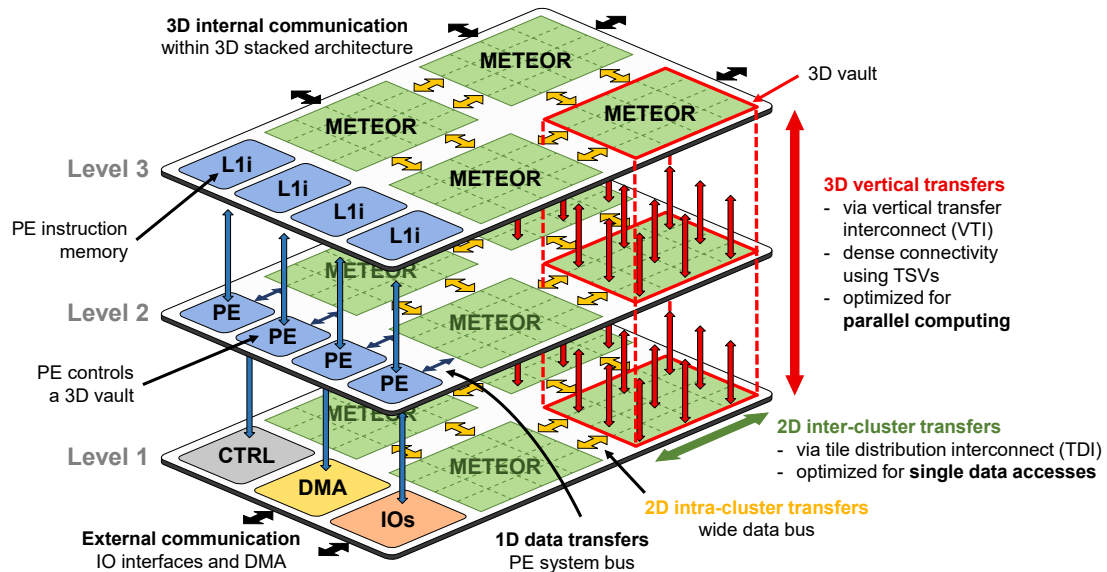 3D internal communication
within 3D stacked architecture
METEOR
3D vault
METEOR
METEOR
METEOR
Level 3
L1i
L1i
L1i
L1i
PE instruction
memory
3D vertical transfers
- via vertical transfer
interconnect (VTI)
- dense connectivity
using TSVs
- optimized for
parallel computing
METEOR
Level 2
METEOR
PE
PE
PE
PE
PE controls
a 3D vault
METEOR
Level 1
METEOR
CTRL
DMA
IOs
2D inter-cluster transfers
- via tile distribution interconnect (TDI)
- optimized for single data accesses
2D intra-cluster transfers
wide data bus
1D data transfers
PE system bus
External communication
IO interfaces and DMA